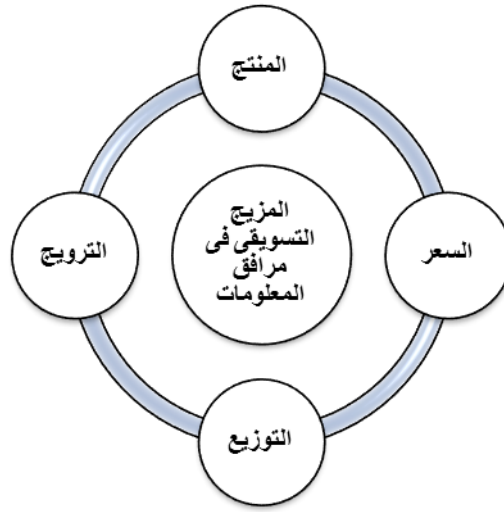 المنتج
المزيج
التسويقى فى
مرافق
المعلومات
السعر
الترويج
التوزيع